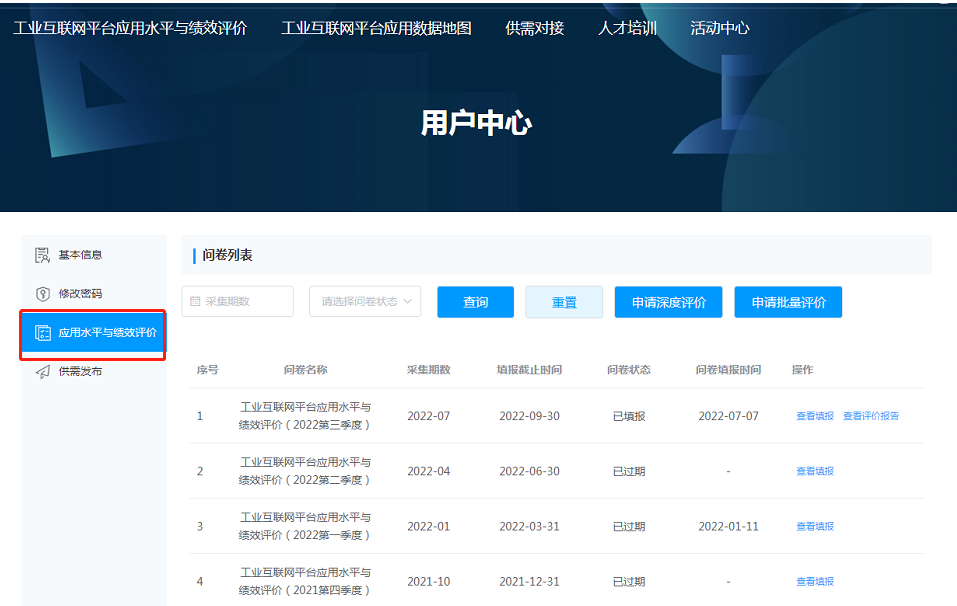 工业互联网平台应用水平与绩效评价 工业互联网平台应用数据地图 供需对接 人才培训 活动中心
用户中心
基本信息
修改密码
应用水平与绩效评价
供需发布
问卷列表
采集期数 请选择问卷状态 查询 重置 申请深度评价 申请批量评价
序号 问卷名称 采集期数 填报截止时间 问卷状态 问卷填报时间 操作
1 工业互联网平台应用水平与 2022-07 2022-09-30 已填报 2022-07-07 查看填报 查看评价报告
绩效评价（2022第三季度）
2 工业互联网平台应用水平与 2022-04 2022-06-30 已过期 - 查看填报
绩效评价（2022第二季度）
3 工业互联网平台应用水平与 2022-01 2022-03-31 已过期 2022-01-11 查看填报
绩效评价（2022第一季度）
4 工业互联网平台应用水平与 2021-10 2021-12-31 已过期 - 查看填报
绩效评价（2021第四季度）